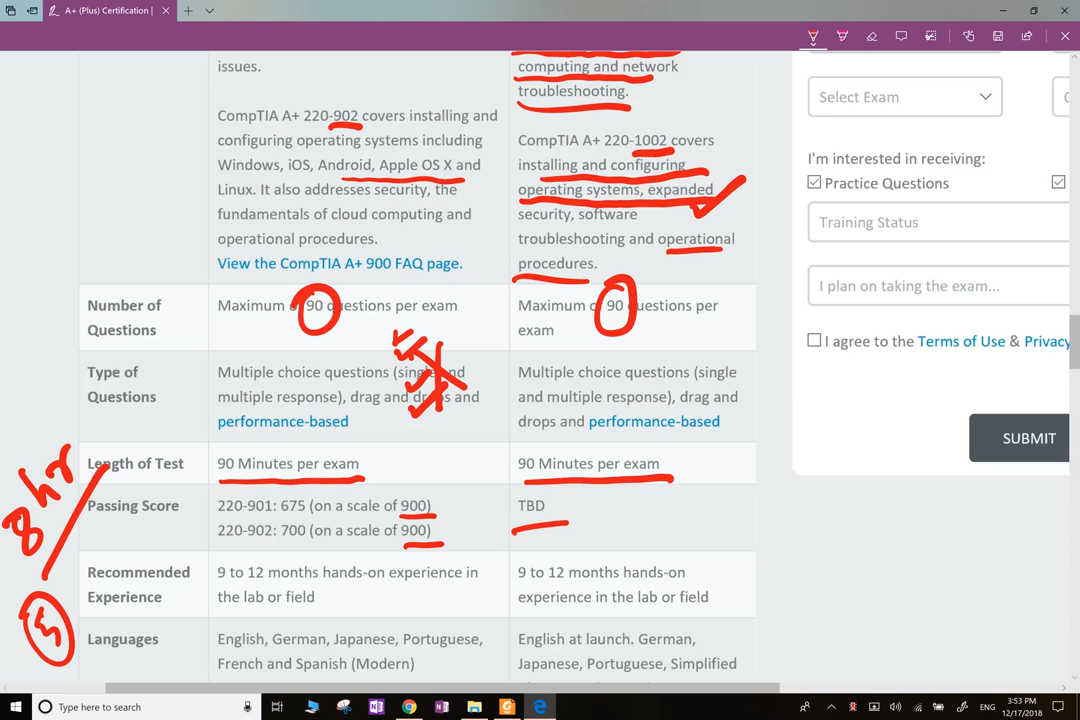 A+ (Plus) Certification |
issues.
CompTIA A+ 220-902 covers installing and
configuring operating systems including
Windows, iOS, Android, Apple OS X and
Linux. It also addresses security, the
fundamentals of cloud computing and
operational procedures.
View the CompTIA A+ 900 FAQ page.
computing and network
troubleshooting.
CompTIA A+ 220-1002 covers
installing and configuring
operating systems, expanded
security, software
troubleshooting and operational
procedures.
Number of
Questions
Maximum of 90 questions per exam
Maximum of 90 questions per
exam
Type of
Questions
Multiple choice questions (single and
multiple response), drag and drops and
performance-based
Multiple choice questions (single
and multiple response), drag and
drops and performance-based
Length of Test
90 Minutes per exam
90 Minutes per exam
Passing Score
220-901: 675 (on a scale of 900)
220-902: 700 (on a scale of 900)
TBD
Recommended
Experience
9 to 12 months hands-on experience in
the lab or field
9 to 12 months hands-on
experience in the lab or field
Languages
English, German, Japanese, Portuguese,
French and Spanish (Modern)
English at launch. German,
Japanese, Portuguese, Simplified
8 hr
Select Exam
I'm interested in receiving:
Practice Questions
Training Status
I plan on taking the exam...
I agree to the Terms of Use & Privacy
SUBMIT
Type here to search
ENG
3:53 PM
12/17/2018